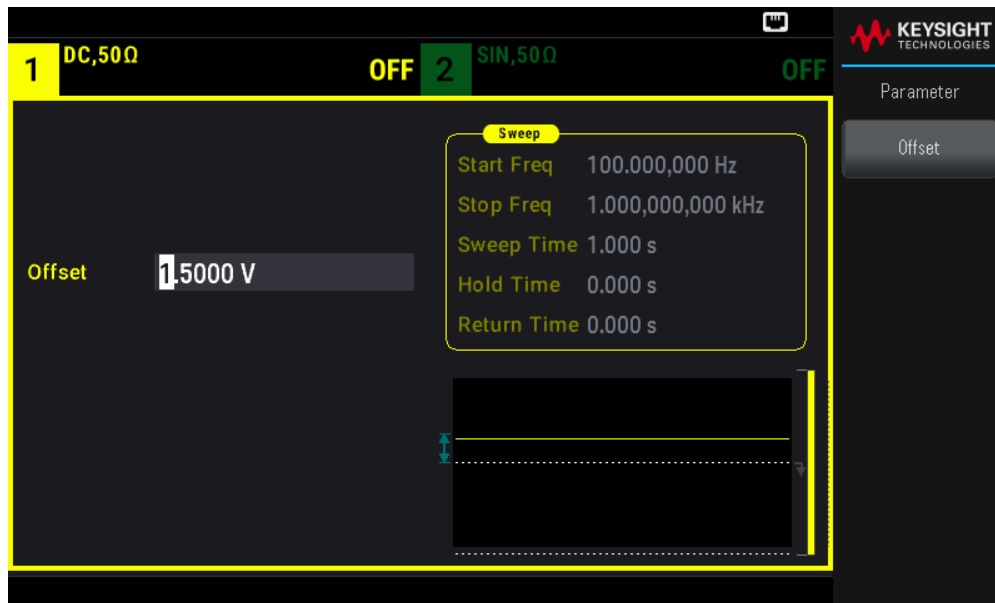 KEYSIGHT
TECHNOLOGIES
1 DC,50Ω OFF 2 SIN,50Ω OFF
Parameter
Offset
Sweep
Start Freq 100.000,000 Hz
Stop Freq 1.000,000,000 kHz
Sweep Time 1.000 s
Offset 1.5000 V
Hold Time 0.000 s
Return Time 0.000 s